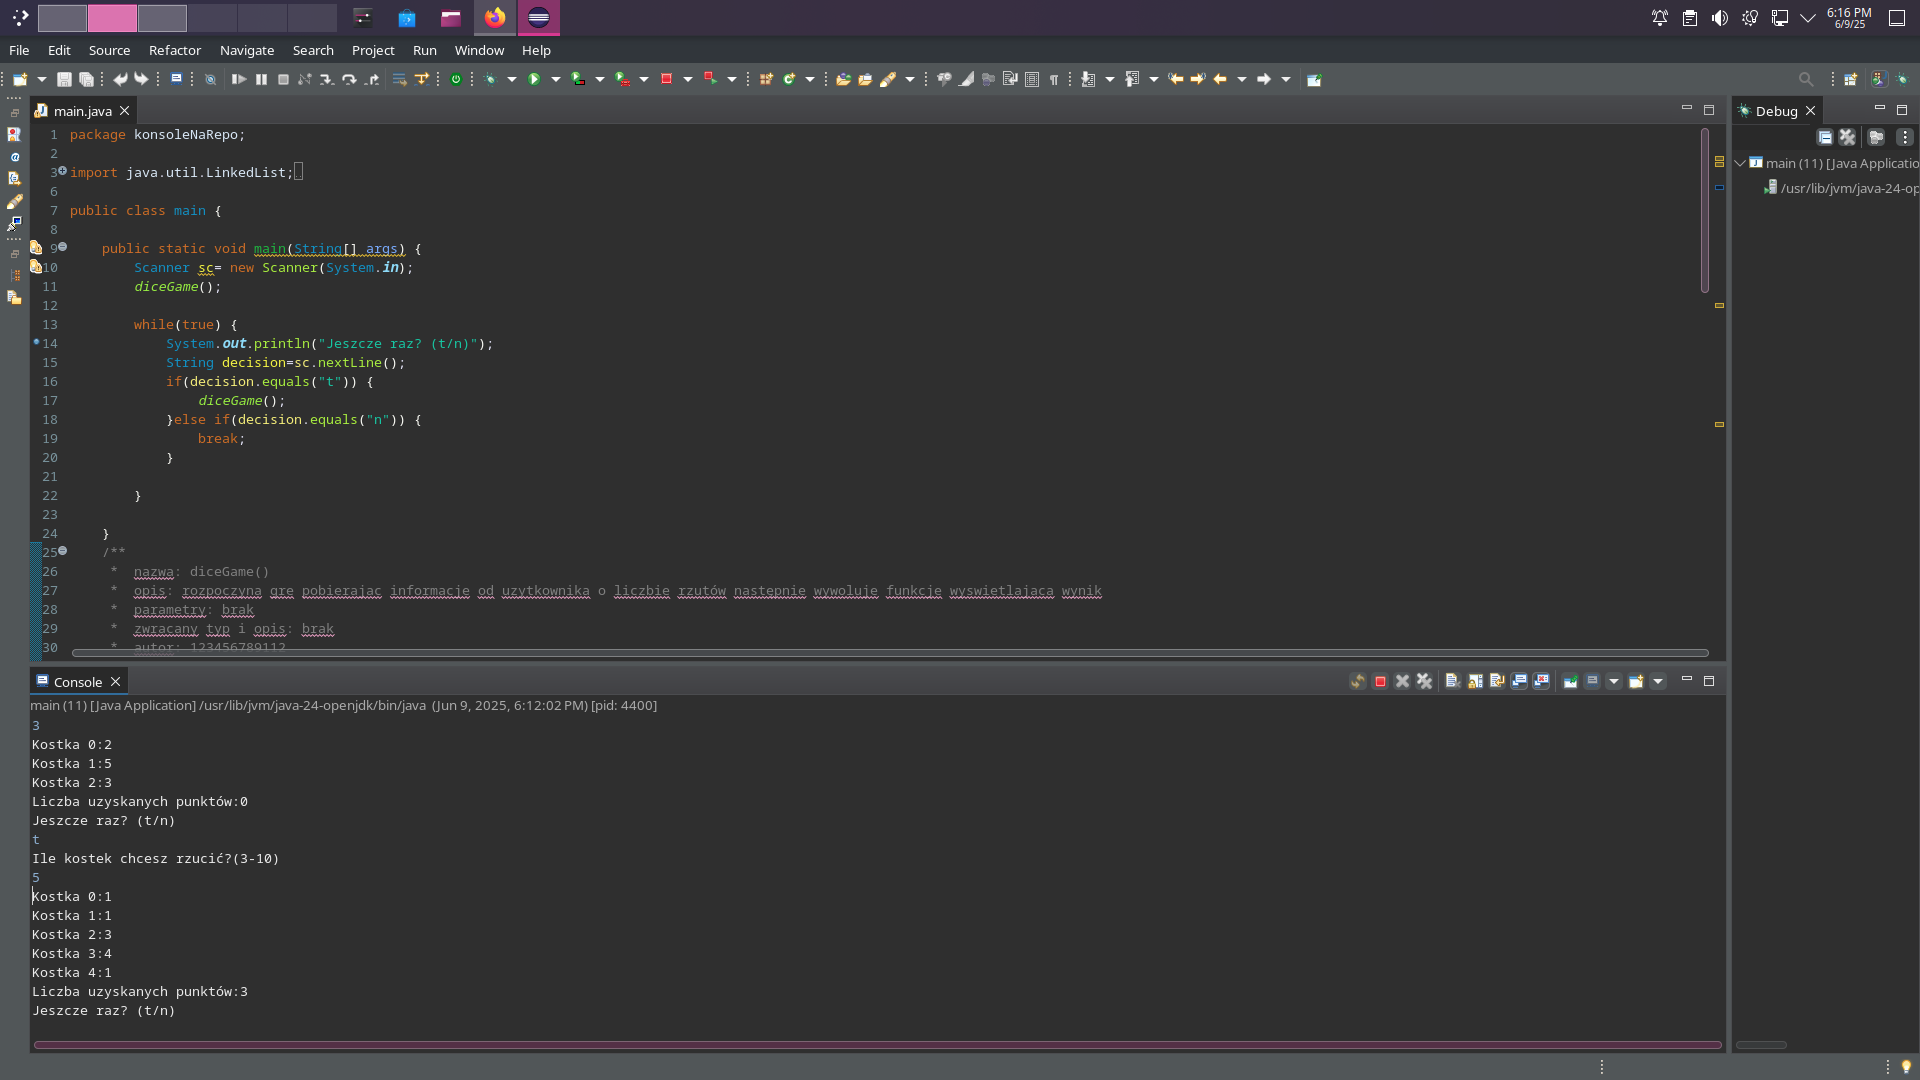 6:16 PM
6/9/25
File Edit Source Refactor Navigate Search Project Run Window Help
main.java
1 package konsoleNaRepo;
2
3 import java.util.LinkedList;
6
7 public class main {
8
9 public static void main(String[] args) {
10 Scanner sc= new Scanner(System.in);
11 diceGame();
12
13 while(true) {
14 System.out.println("Jeszcze raz? (t/n)");
15 String decision=sc.nextLine();
16 if(decision.equals("t")) {
17 diceGame();
18 }else if(decision.equals("n")) {
19 break;
20 }
21
22 }
23
24 }
25 /**
26 * nazwa: diceGame()
27 * opis: rozpoczyna gre pobierajac informacje od uzytkownika o liczbie rzutów nastepnie wywoluje funkcje wyswietlajaca wynik
28 * parametry: brak
29 * zwracany typ i opis: brak
30 * autor: 123456789112
Debug
main (11) [Java Applicatio
/usr/lib/jvm/java-24-op
Console
main (11) [Java Application] /usr/lib/jvm/java-24-openjdk/bin/java (Jun 9, 2025, 6:12:02 PM) [pid: 4400]
3
Kostka 0:2
Kostka 1:5
Kostka 2:3
Liczba uzyskanych punktów:0
Jeszcze raz? (t/n)
t
Ile kostek chcesz rzucić?(3-10)
5
Kostka 0:1
Kostka 1:1
Kostka 2:3
Kostka 3:4
Kostka 4:1
Liczba uzyskanych punktów:3
Jeszcze raz? (t/n)